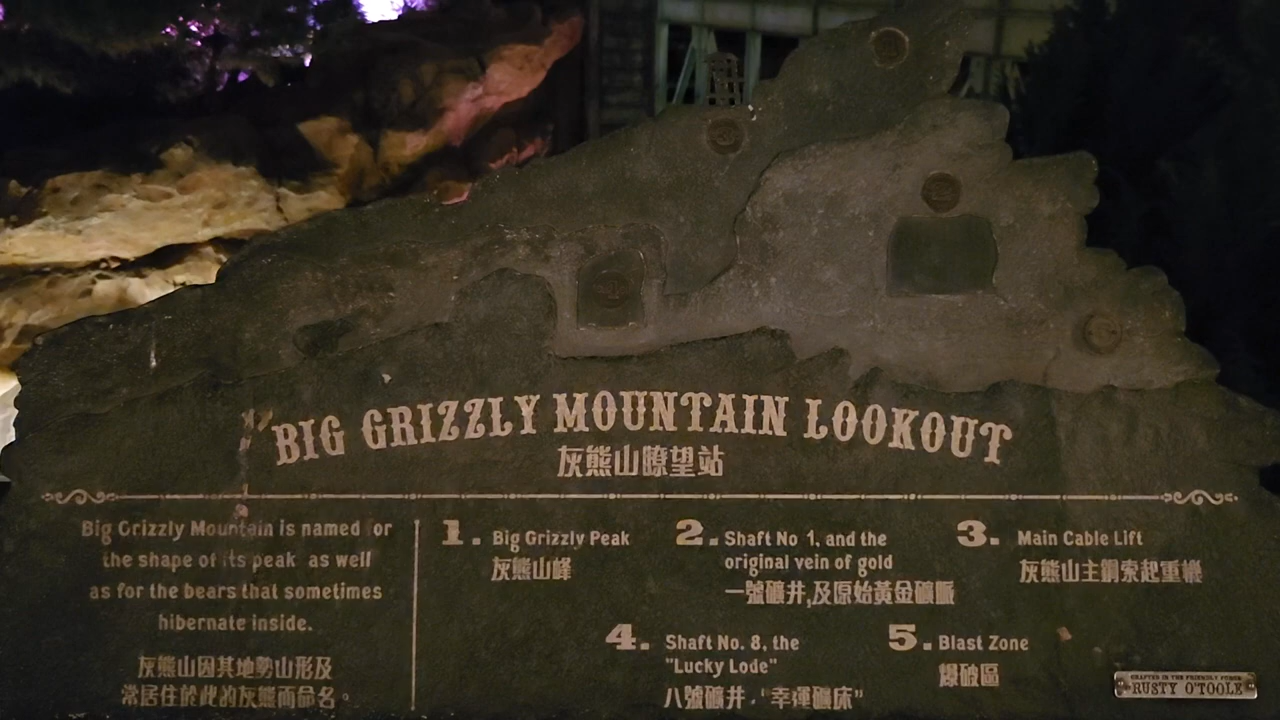 BIG GRIZZLY MOUNTAIN LOOKOUT
灰熊山瞭望站
Big Grizzly Mountain is named for
the shape of its peak as well
as for the bears that sometimes
hibernate inside.
灰熊山因其地勢山形及
常居住於此的灰熊而命名。
1. Big Grizzly Peak
灰熊山峰
2. Shaft No 1, and the
original vein of gold
一號礦井,及原始黃金礦脈
3. Main Cable Lift
灰熊山主鋼索起重機
4. Shaft No. 8, the
"Lucky Lode"
八號礦井，"幸運礦床"
5. Blast Zone
爆破區
CRAFTED IN THE FRIENDLY FORGE
RUSTY O'TOOLE